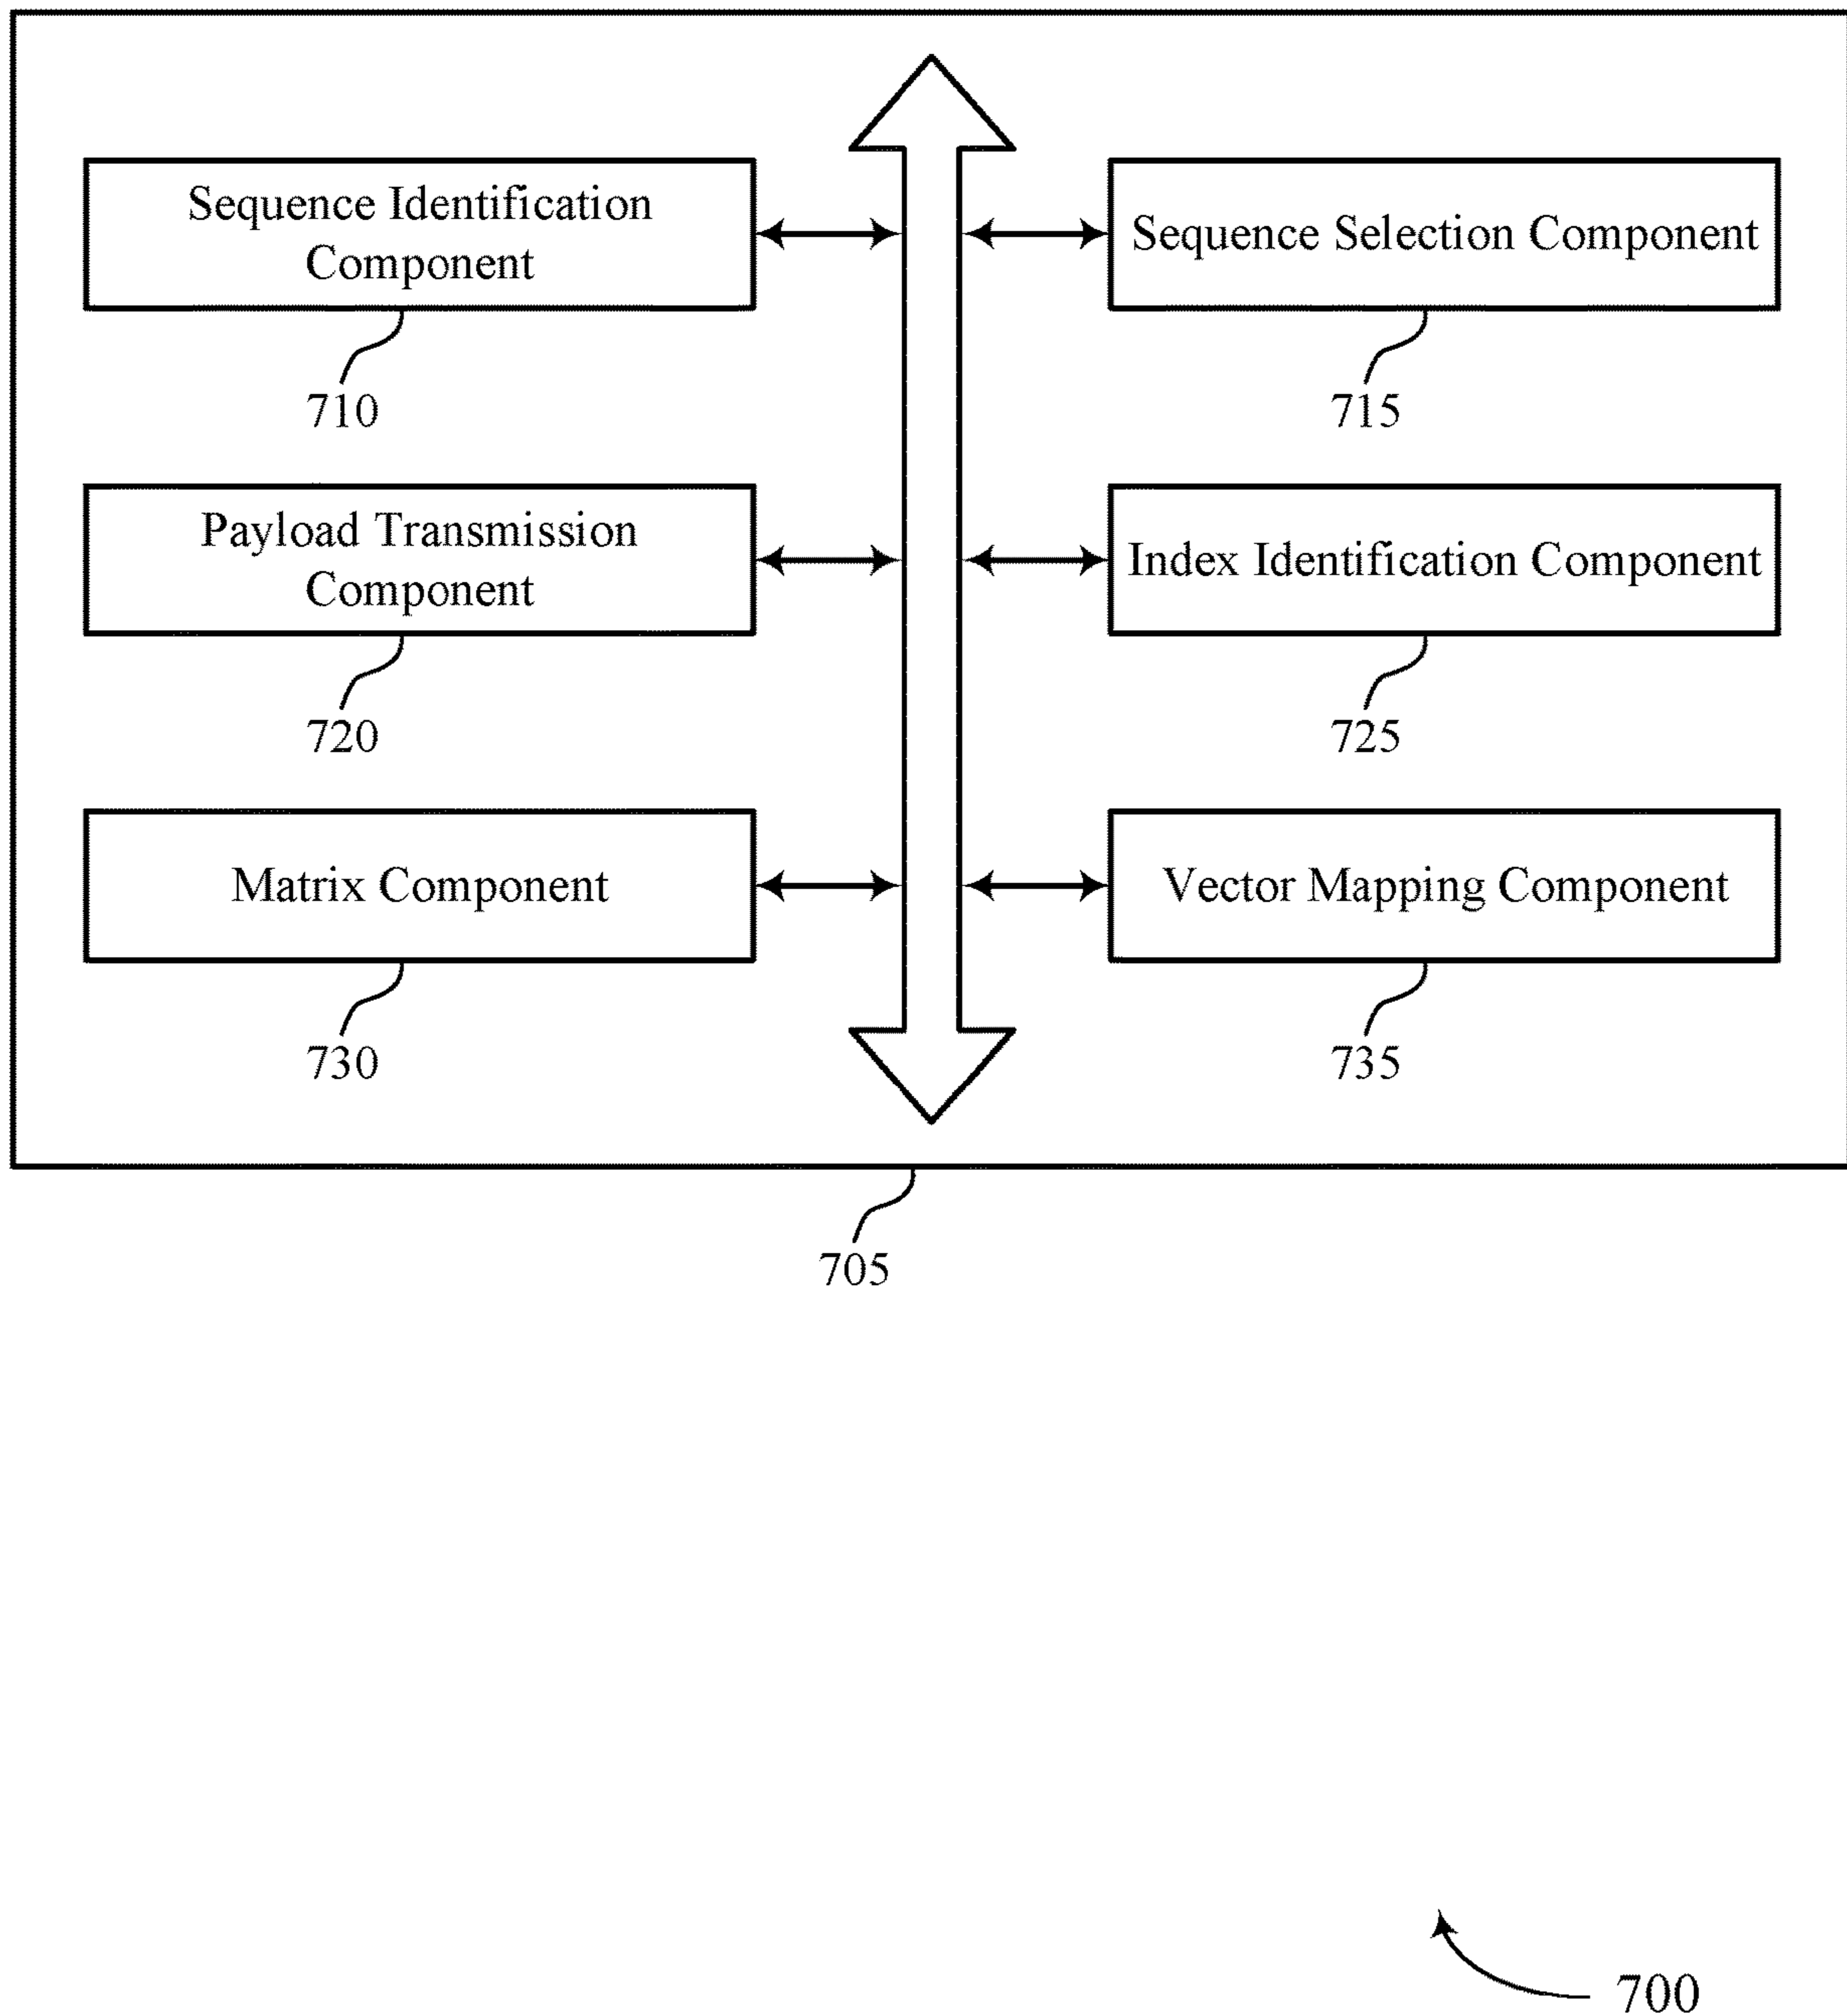 Sequence Identification
Component
710
Sequence Selection Component
715
Payload Transmission
Component
720
Index Identification Component
725
Matrix Component
730
Vector Mapping Component
735
705
700